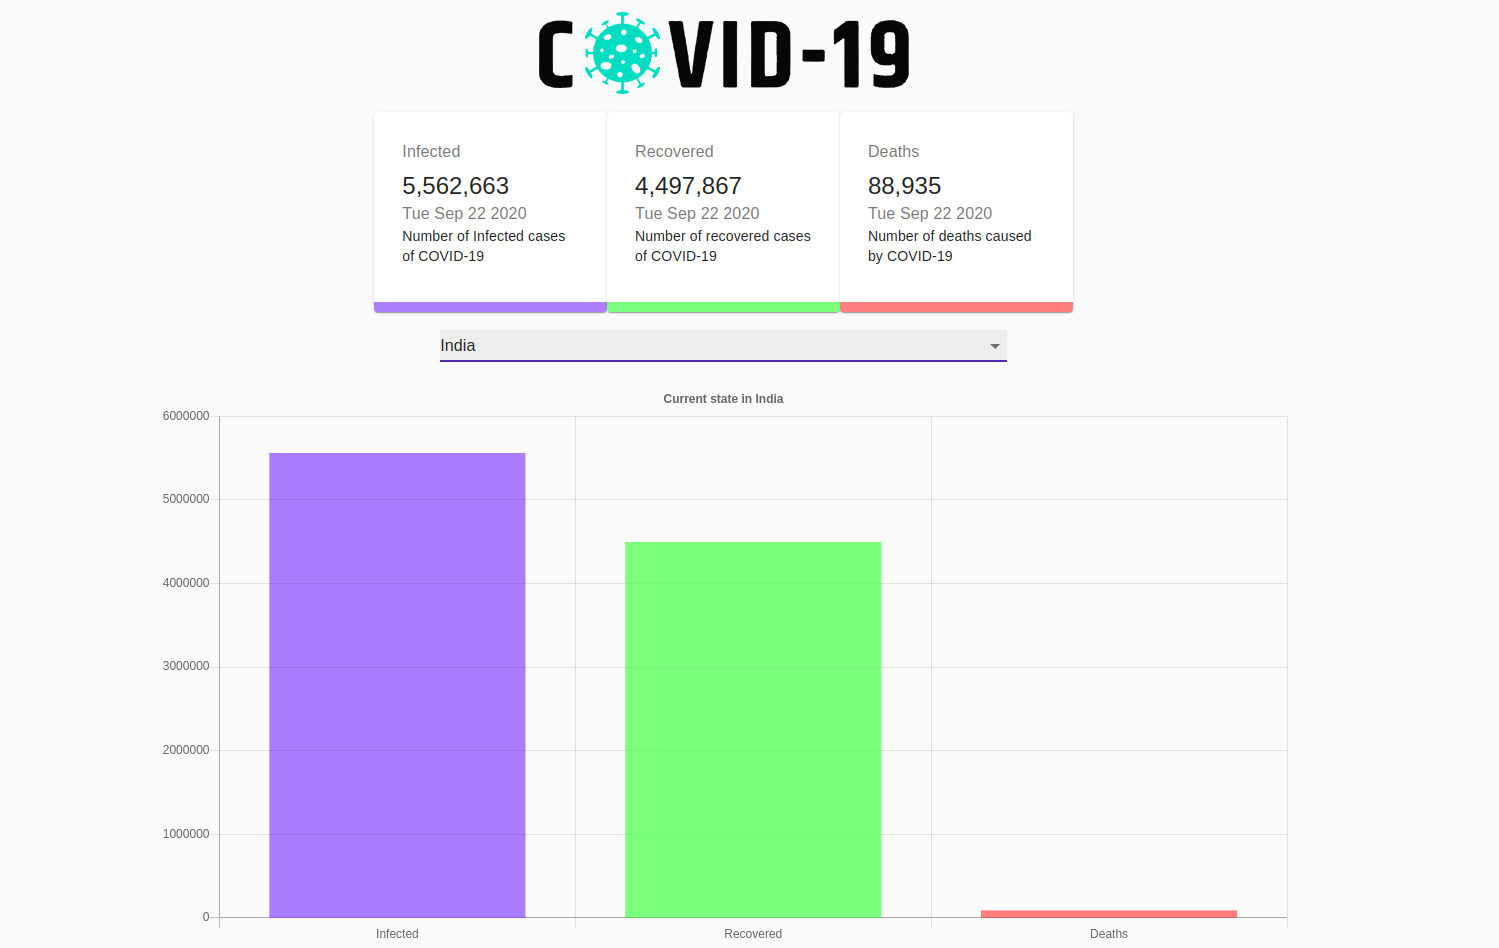 COVID-19
Infected
5,562,663
Tue Sep 22 2020
Number of Infected cases
of COVID-19
Recovered
4,497,867
Tue Sep 22 2020
Number of recovered cases
of COVID-19
Deaths
88,935
Tue Sep 22 2020
Number of deaths caused
by COVID-19
India
Current state in India
6000000
5000000
4000000
3000000
2000000
1000000
0
Infected
Recovered
Deaths